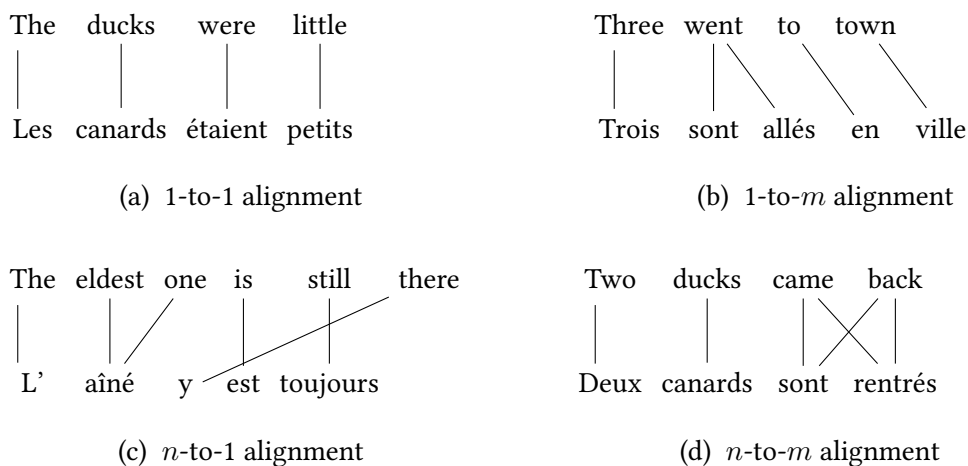 The ducks were little
Les canards étaient petits
(a) 1-to-1 alignment
Three went to town
Trois sont allés en ville
(b) 1-to-m alignment
The eldest one is still there
L' aîné y est toujours
(c) n-to-1 alignment
Two ducks came back
Deux canards sont rentrés
(d) n-to-m alignment